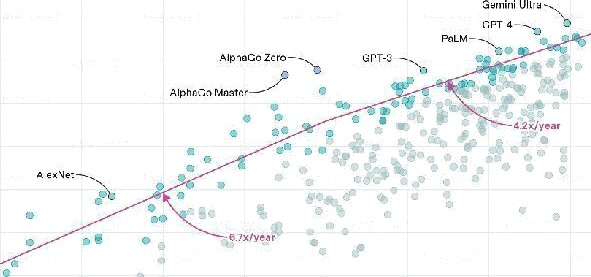 Gemini Ultra
GPT-4
PaLM
AlphaGo Zero
GPT-3
AlphaGo Master
4.2x/year
AlexNet
6.7x/year